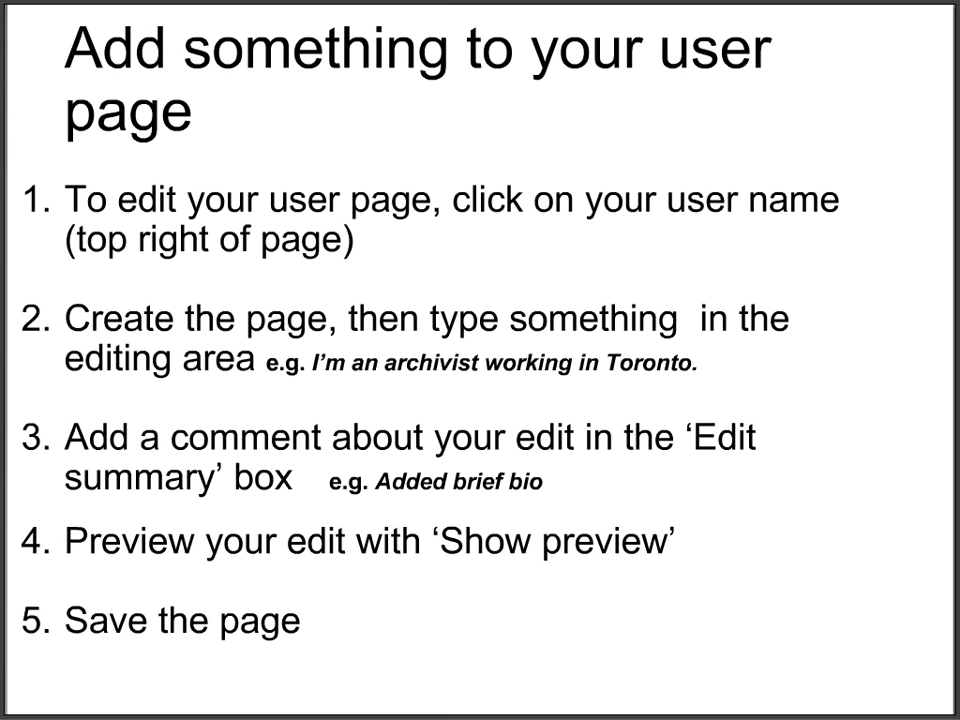 Add something to your user
page
1. To edit your user page, click on your user name
(top right of page)
2. Create the page, then type something  in the
editing area e.g. I’m an archivist working in Toronto.
3. Add a comment about your edit in the ‘Edit
summary’ box e.g. Added brief bio
4. Preview your edit with ‘Show preview’
5. Save the page